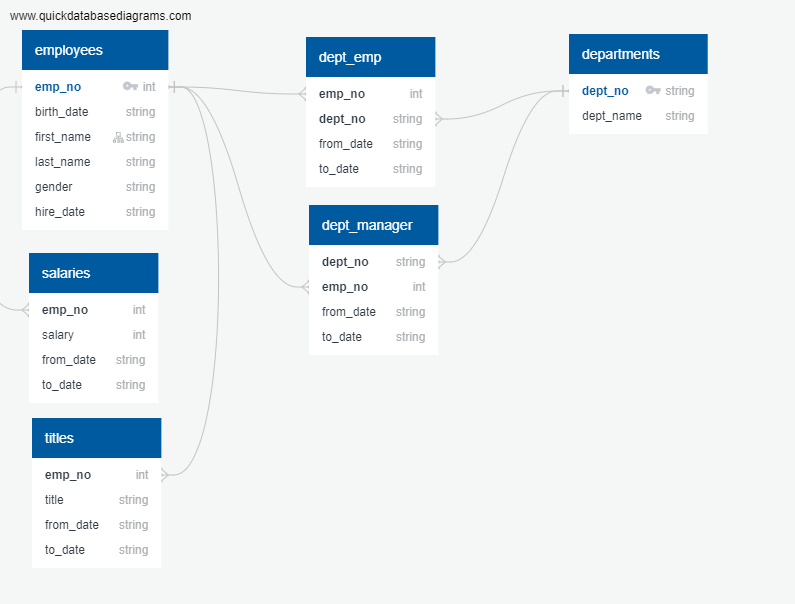 www.quickdatabasediagrams.com
employees
emp_no int
birth_date string
first_name string
last_name string
gender string
hire_date string
salaries
emp_no int
salary int
from_date string
to_date string
titles
emp_no int
title string
from_date string
to_date string
dept_emp
emp_no int
dept_no string
from_date string
to_date string
dept_manager
dept_no string
emp_no int
from_date string
to_date string
departments
dept_no string
dept_name string